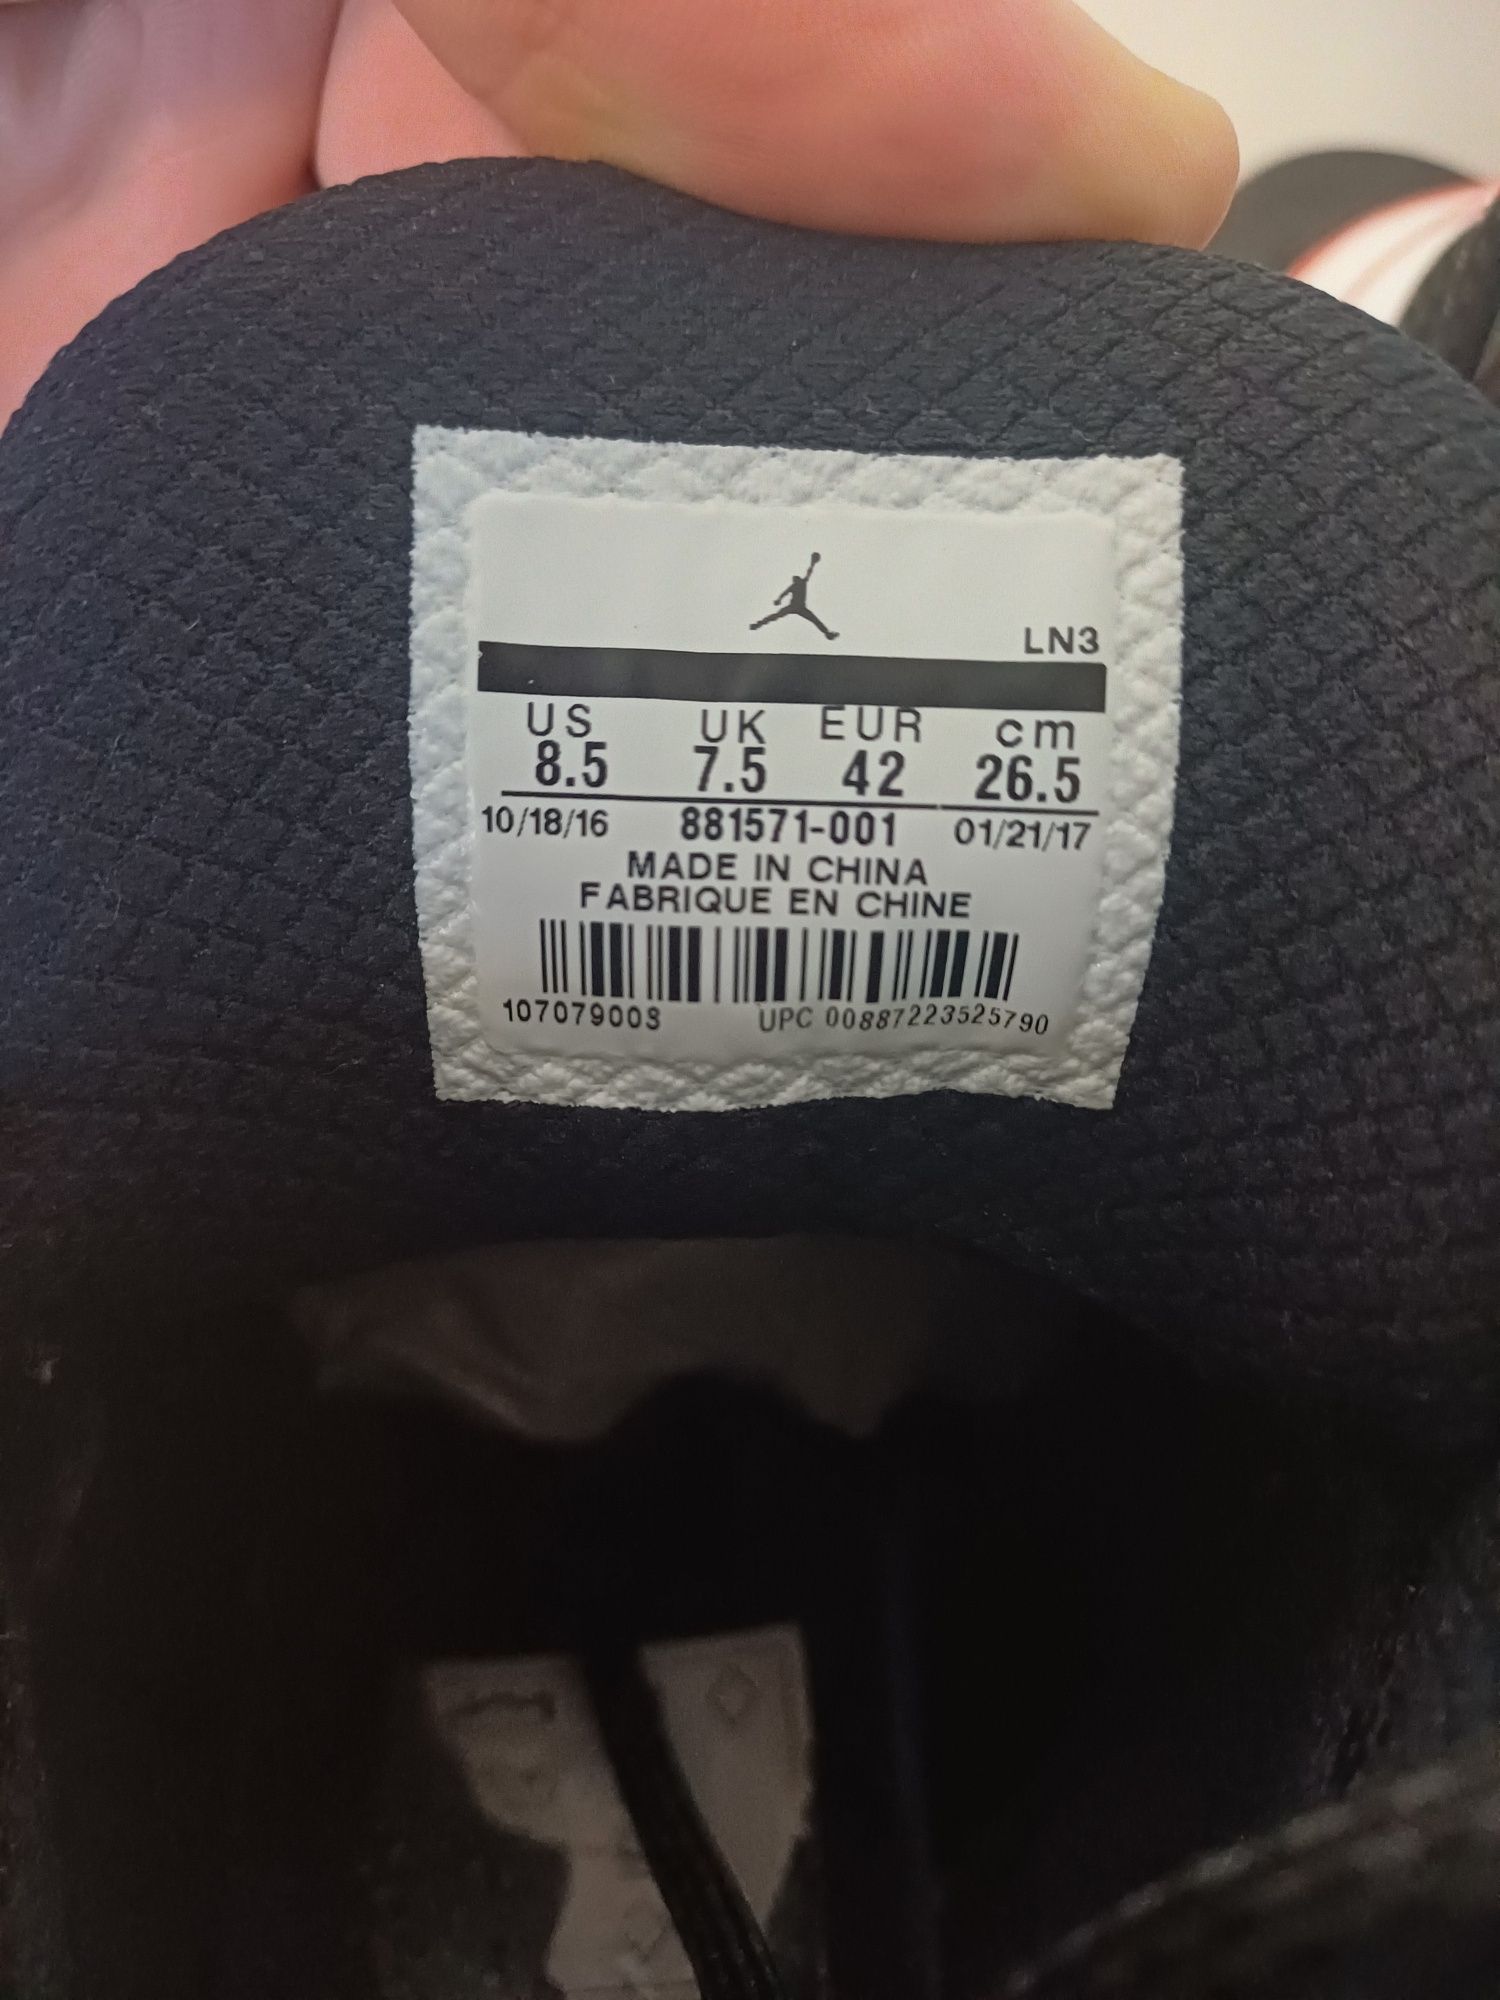 LN3
US UK EUR cm
8.5 7.5 42 26.5
10/18/16 881571-001 01/21/17
MADE IN CHINA
FABRIQUE EN CHINE
107079003 UPC 00887223525790